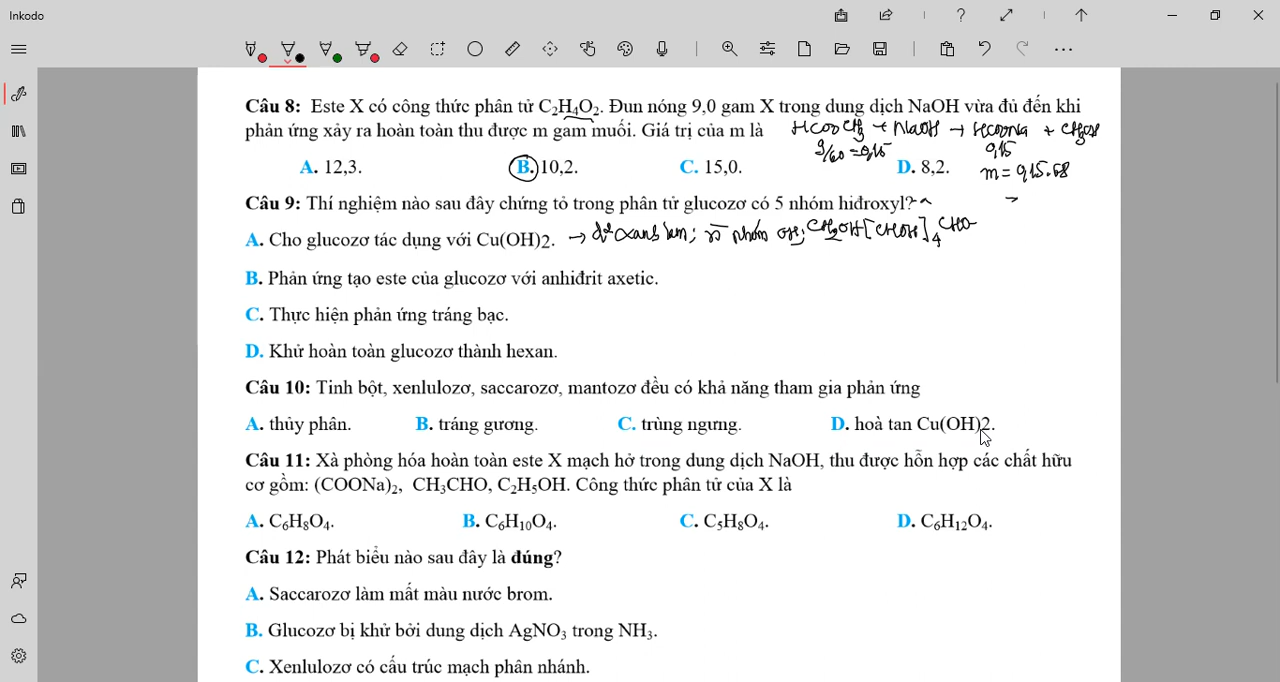 Inkodo
Câu 8: Este X có công thức phân tử C₂H₄O₂. Đun nóng 9,0 gam X trong dung dịch NaOH vừa đủ đến khi
phản ứng xảy ra hoàn toàn thu được m gam muối. Giá trị của m là
HCOOCH₃ + NaOH → HCOONa + CH₃OH
9/60 = 0,15 0,15
A. 12,3. B. 10,2. C. 15,0. D. 8,2. m = 0,15.68
Câu 9: Thí nghiệm nào sau đây chứng tỏ trong phân tử glucozơ có 5 nhóm hiđroxyl?
A. Cho glucozơ tác dụng với Cu(OH)2. → d² xanh lam; nhóm OH; CH₂OH[CHOH]₄CHO
B. Phản ứng tạo este của glucozơ với anhiđrit axetic.
C. Thực hiện phản ứng tráng bạc.
D. Khử hoàn toàn glucozơ thành hexan.
Câu 10: Tinh bột, xenlulozơ, saccarozơ, mantozơ đều có khả năng tham gia phản ứng
A. thủy phân. B. tráng gương. C. trùng ngưng. D. hoà tan Cu(OH)2.
Câu 11: Xà phòng hóa hoàn toàn este X mạch hở trong dung dịch NaOH, thu được hỗn hợp các chất hữu
cơ gồm: (COONa)₂, CH₃CHO, C₂H₅OH. Công thức phân tử của X là
A. C₆H₈O₄. B. C₆H₁₀O₄. C. C₅H₈O₄. D. C₆H₁₂O₄.
Câu 12: Phát biểu nào sau đây là đúng?
A. Saccarozơ làm mất màu nước brom.
B. Glucozơ bị khử bởi dung dịch AgNO₃ trong NH₃.
C. Xenlulozơ có cấu trúc mạch phân nhánh.